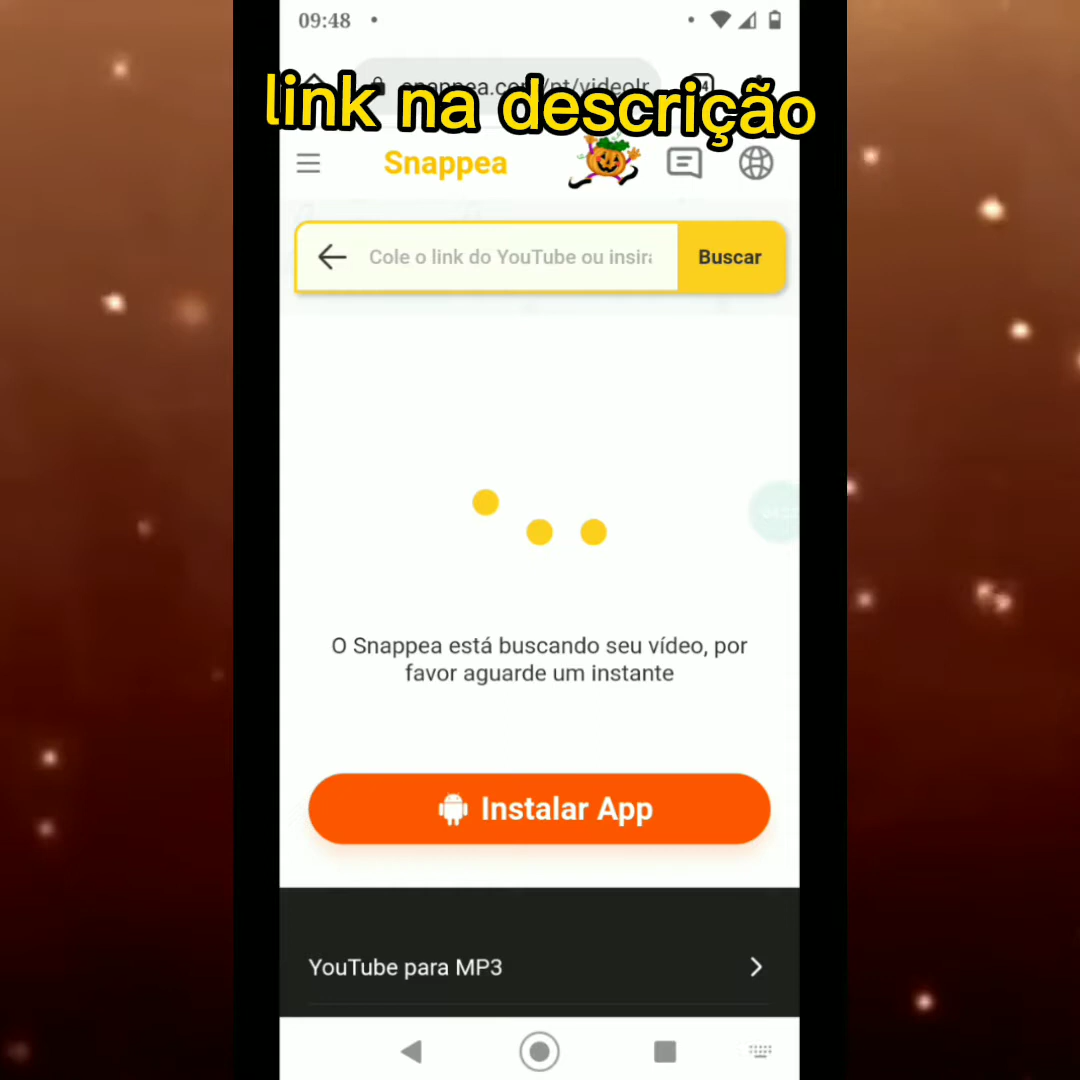 09:48
link na descrição
Snappea
Cole o link do YouTube ou insira
Buscar
O Snappea está buscando seu vídeo, por
favor aguarde um instante
Instalar App
YouTube para MP3